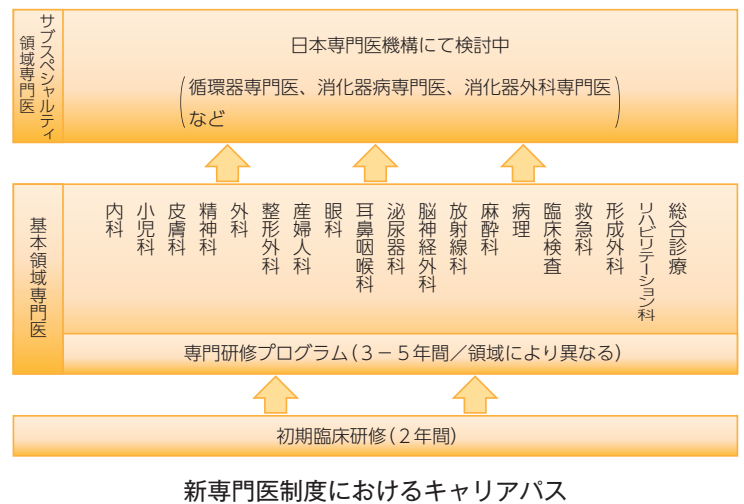 サブスペシャルティ
領域専門医
日本専門医機構にて検討中
(循環器専門医、消化器病専門医、消化器外科専門医
など)
基本領域専門医
内科
小児科
皮膚科
精神科
外科
整形外科
産婦人科
眼科
耳鼻咽喉科
泌尿器科
脳神経外科
放射線科
麻酔科
病理
臨床検査
救急科
形成外科
リハビリテーション科
総合診療
専門研修プログラム(3－5年間／領域により異なる)
初期臨床研修(2年間)
新専門医制度におけるキャリアパス